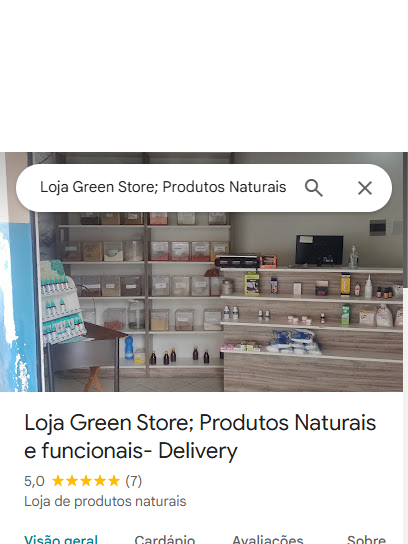 Loja Green Store; Produtos Naturais
Loja Green Store; Produtos Naturais
e funcionais- Delivery
5,0 (7)
Loja de produtos naturais
Visão geral Cardápio Avaliações Sobre